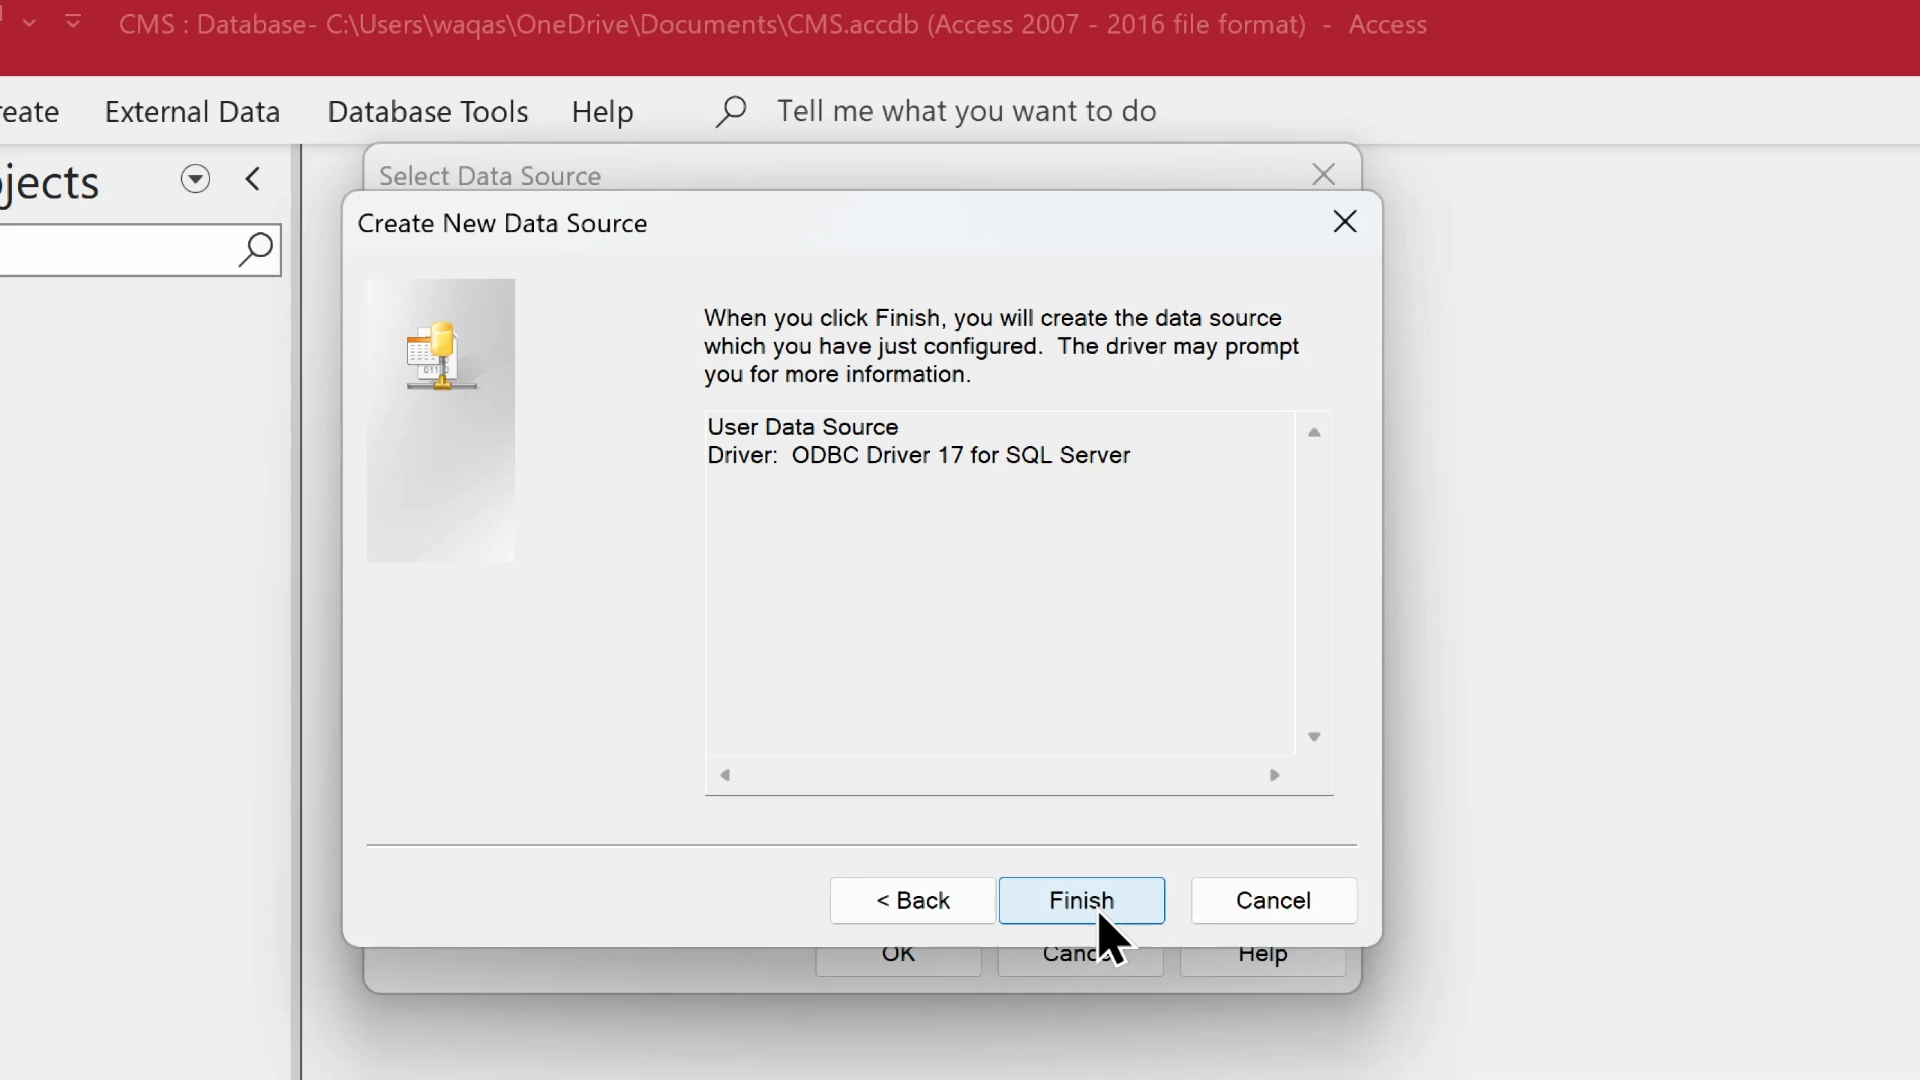 CMS : Database- C:\Users\waqas\OneDrive\Documents\CMS.accdb (Access 2007 - 2016 file format) - Access
reate External Data Database Tools Help Tell me what you want to do
jects
Select Data Source
Create New Data Source
When you click Finish, you will create the data source
which you have just configured. The driver may prompt
you for more information.
User Data Source
Driver: ODBC Driver 17 for SQL Server
< Back Finish Cancel
OK Cancel Help